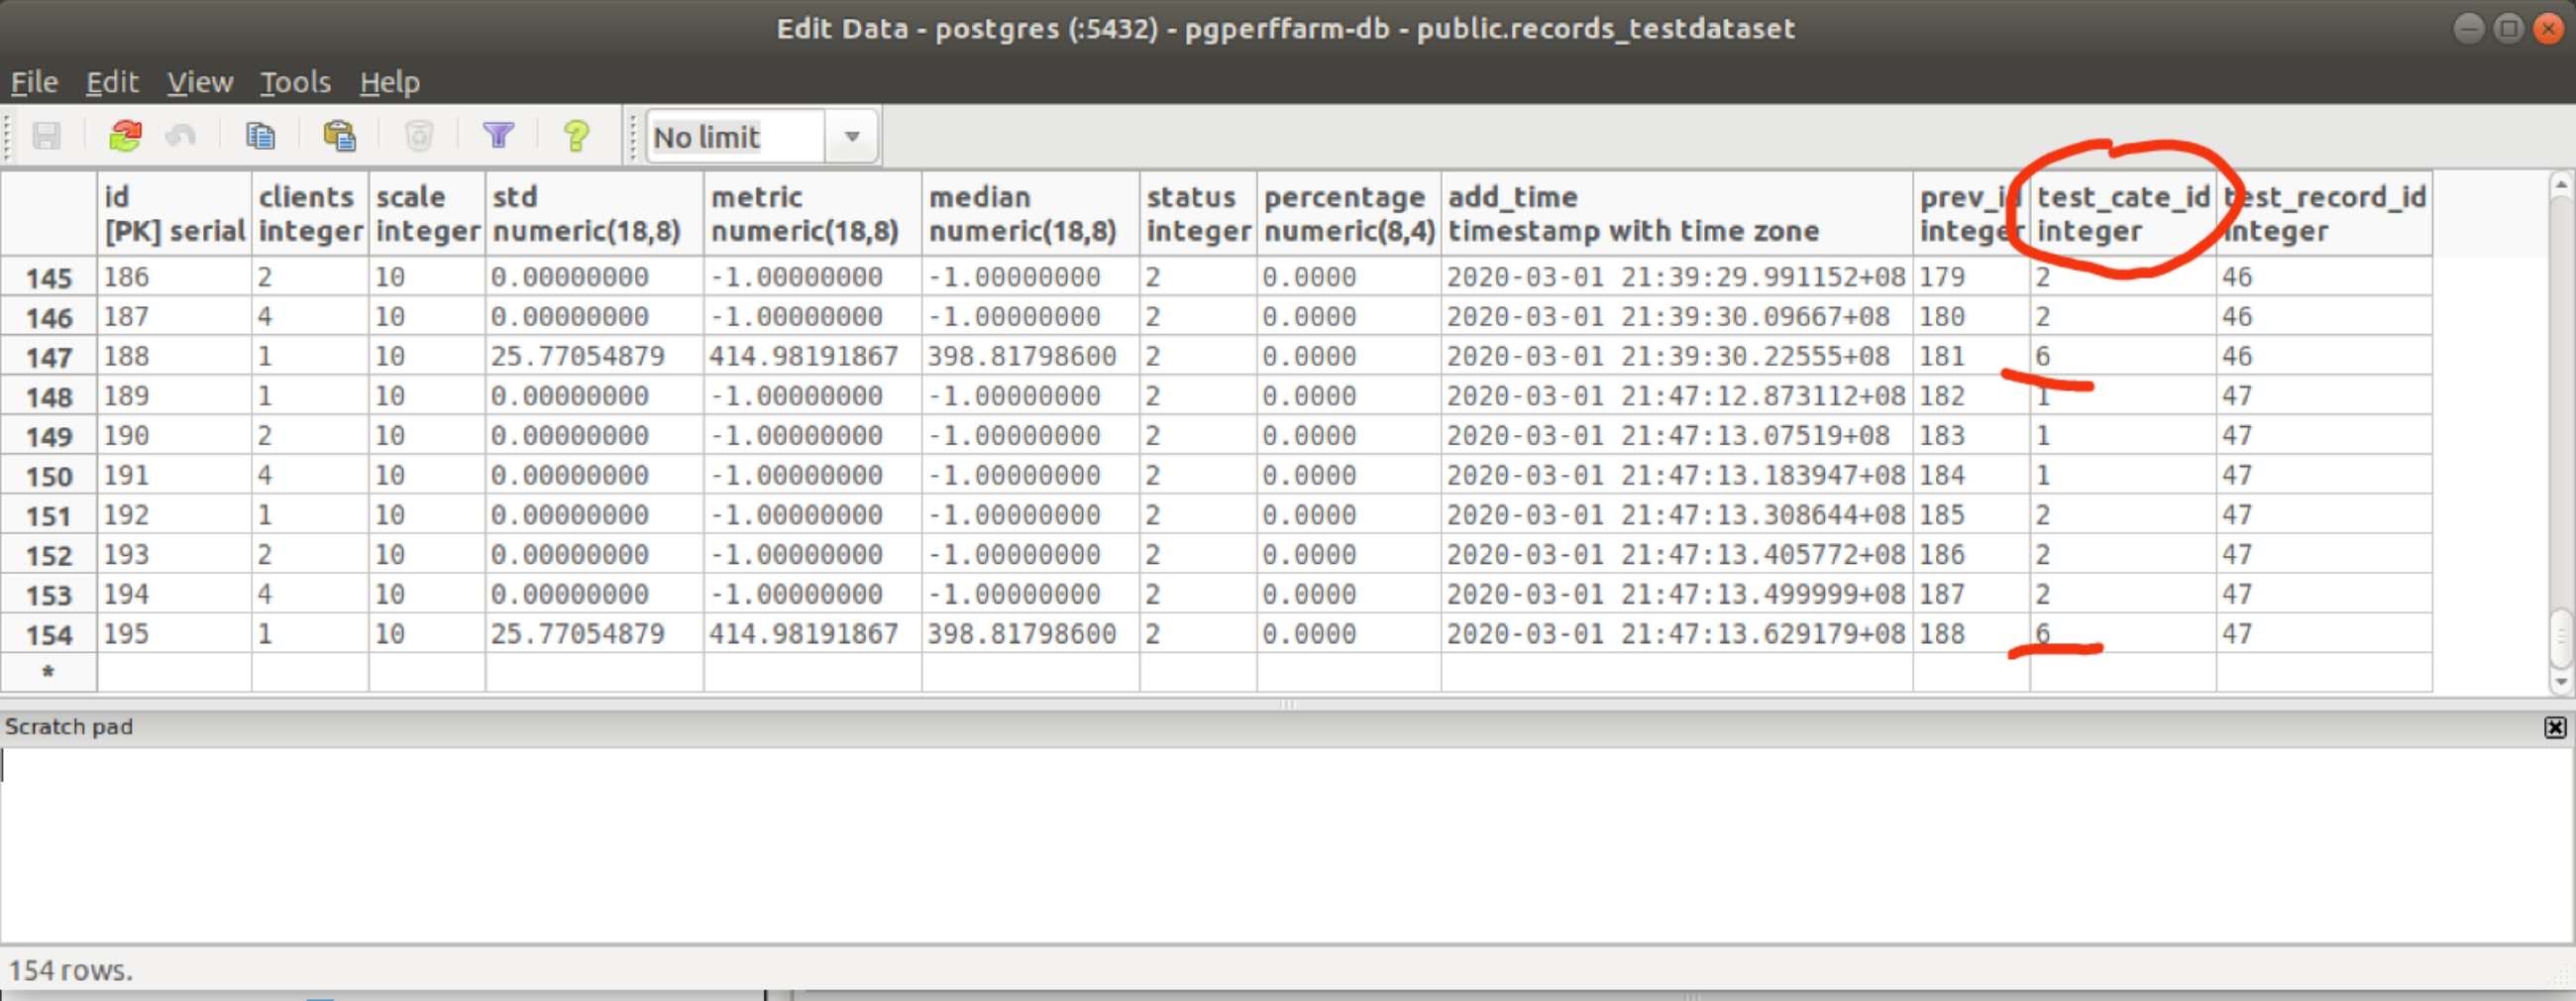 Edit Data - postgres (:5432) - pgperffarm-db - public.records_testdataset
File Edit View Tools Help
No limit
id clients scale std metric median status percentage add_time prev_id test_cate_id test_record_id
[PK] serial integer integer numeric(18,8) numeric(18,8) numeric(18,8) integer numeric(8,4) timestamp with time zone integer integer integer
145 186 2 10 0.00000000 -1.00000000 -1.00000000 2 0.0000 2020-03-01 21:39:29.991152+08 179 2 46
146 187 4 10 0.00000000 -1.00000000 -1.00000000 2 0.0000 2020-03-01 21:39:30.09667+08 180 2 46
147 188 1 10 25.77054879 414.98191867 398.81798600 2 0.0000 2020-03-01 21:39:30.22555+08 181 6 46
148 189 1 10 0.00000000 -1.00000000 -1.00000000 2 0.0000 2020-03-01 21:47:12.873112+08 182 1 47
149 190 2 10 0.00000000 -1.00000000 -1.00000000 2 0.0000 2020-03-01 21:47:13.07519+08 183 1 47
150 191 4 10 0.00000000 -1.00000000 -1.00000000 2 0.0000 2020-03-01 21:47:13.183947+08 184 1 47
151 192 1 10 0.00000000 -1.00000000 -1.00000000 2 0.0000 2020-03-01 21:47:13.308644+08 185 2 47
152 193 2 10 0.00000000 -1.00000000 -1.00000000 2 0.0000 2020-03-01 21:47:13.405772+08 186 2 47
153 194 4 10 0.00000000 -1.00000000 -1.00000000 2 0.0000 2020-03-01 21:47:13.499999+08 187 2 47
154 195 1 10 25.77054879 414.98191867 398.81798600 2 0.0000 2020-03-01 21:47:13.629179+08 188 6 47
*
Scratch pad
154 rows.